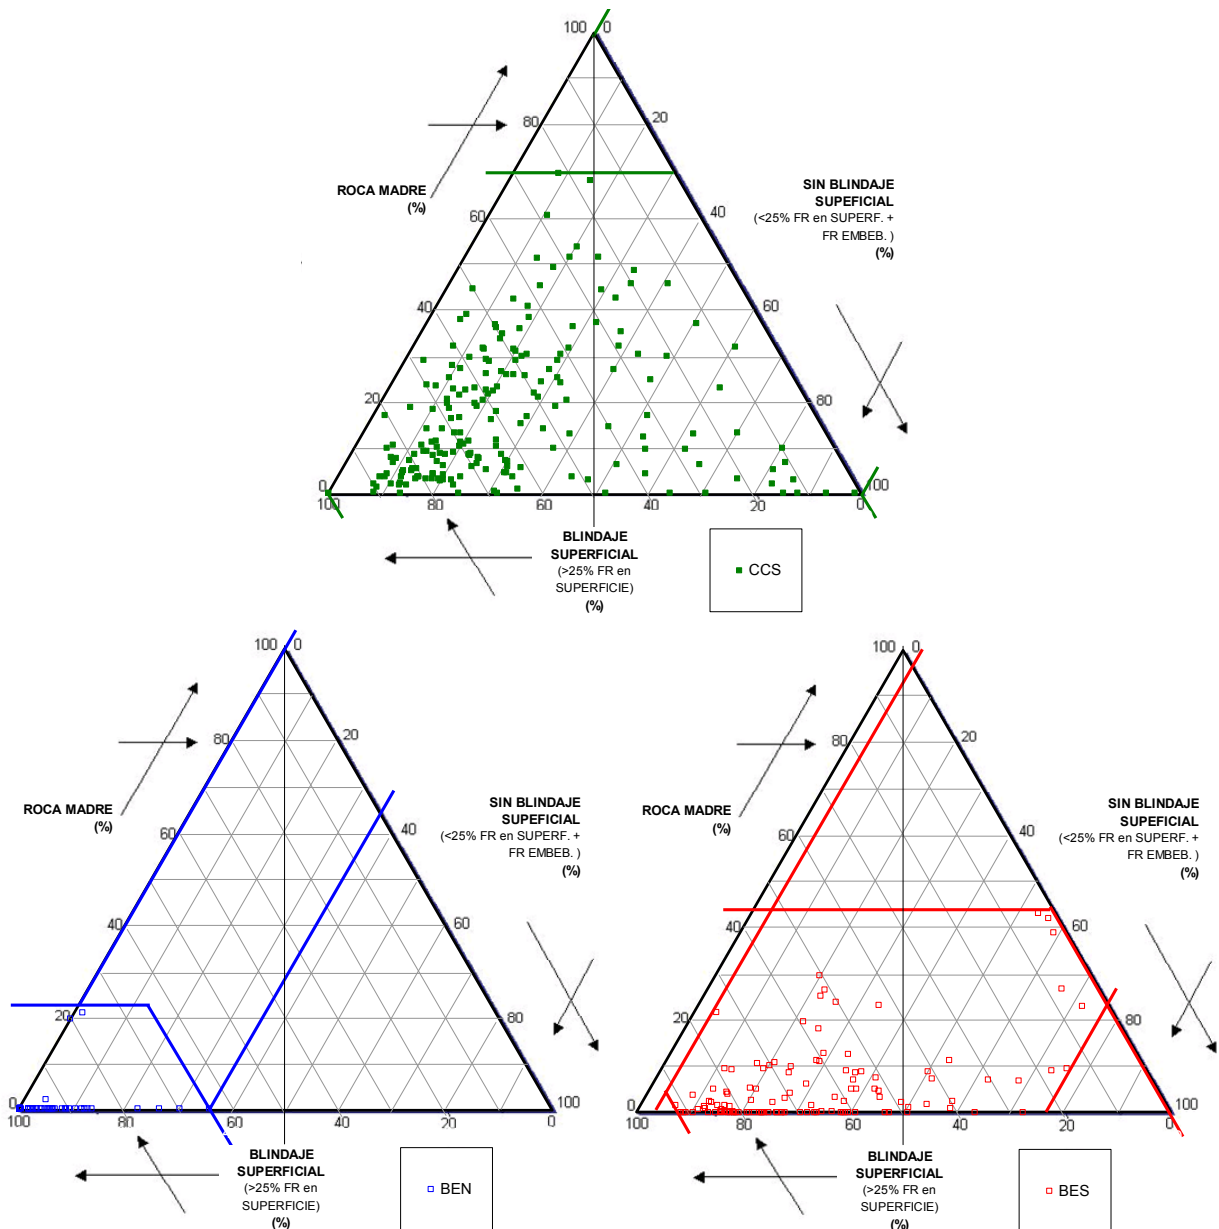 100 0
80
20
ROCA MADRE
(%)
SIN BLINDAJE
SUPEFICIAL
(<25% FR en SUPERF. +
FR EMBEB. )
(%)
60
40
40
60
20
80
0
100
100
80
60
40
20
0
BLINDAJE
SUPERFICIAL
(>25% FR en
SUPERFICIE)
(%)
CCS
100 0
80
20
ROCA MADRE
(%)
SIN BLINDAJE
SUPEFICIAL
(<25% FR en SUPERF. +
FR EMBEB. )
(%)
60
40
40
60
20
80
0
100
100
80
60
40
20
0
BLINDAJE
SUPERFICIAL
(>25% FR en
SUPERFICIE)
(%)
BEN
100 0
80
20
ROCA MADRE
(%)
SIN BLINDAJE
SUPEFICIAL
(<25% FR en SUPERF. +
FR EMBEB. )
(%)
60
40
40
60
20
80
0
100
100
80
60
40
20
0
BLINDAJE
SUPERFICIAL
(>25% FR en
SUPERFICIE)
(%)
BES